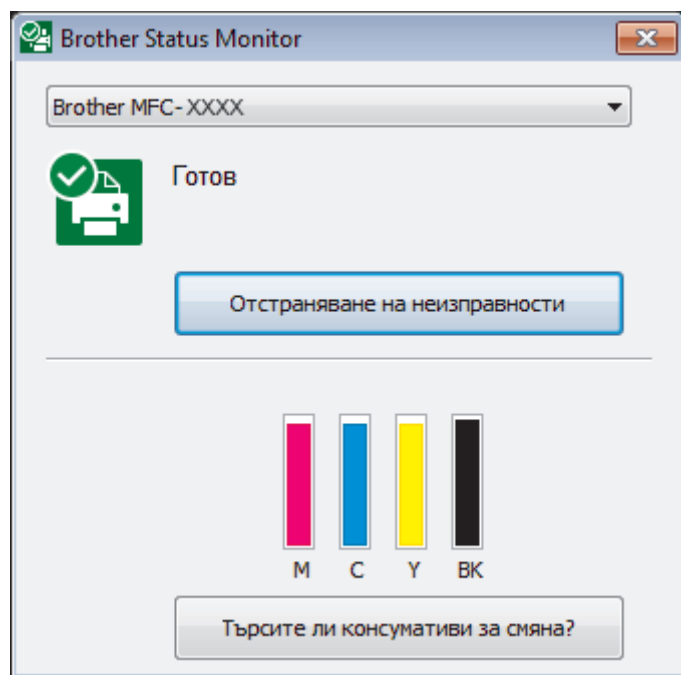 Brother Status Monitor
Brother MFC-XXXX
Готов
Отстраняване на неизправности
M C Y BK
Търсите ли консумативи за смяна?